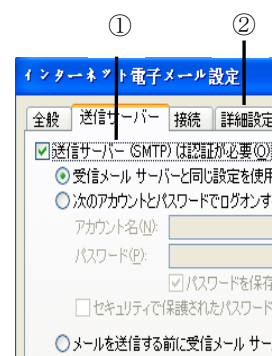 ① ②
インターネット電子メール設定
全般 送信サーバー 接続 詳細設定
送信サーバー (SMTP) は認証が必要(O)
受信メール サーバーと同じ設定を使用
次のアカウントとパスワードでログオンす
アカウント名(N):
パスワード(P):
パスワードを保存
セキュリティで保護されたパスワード
メールを送信する前に受信メール サー